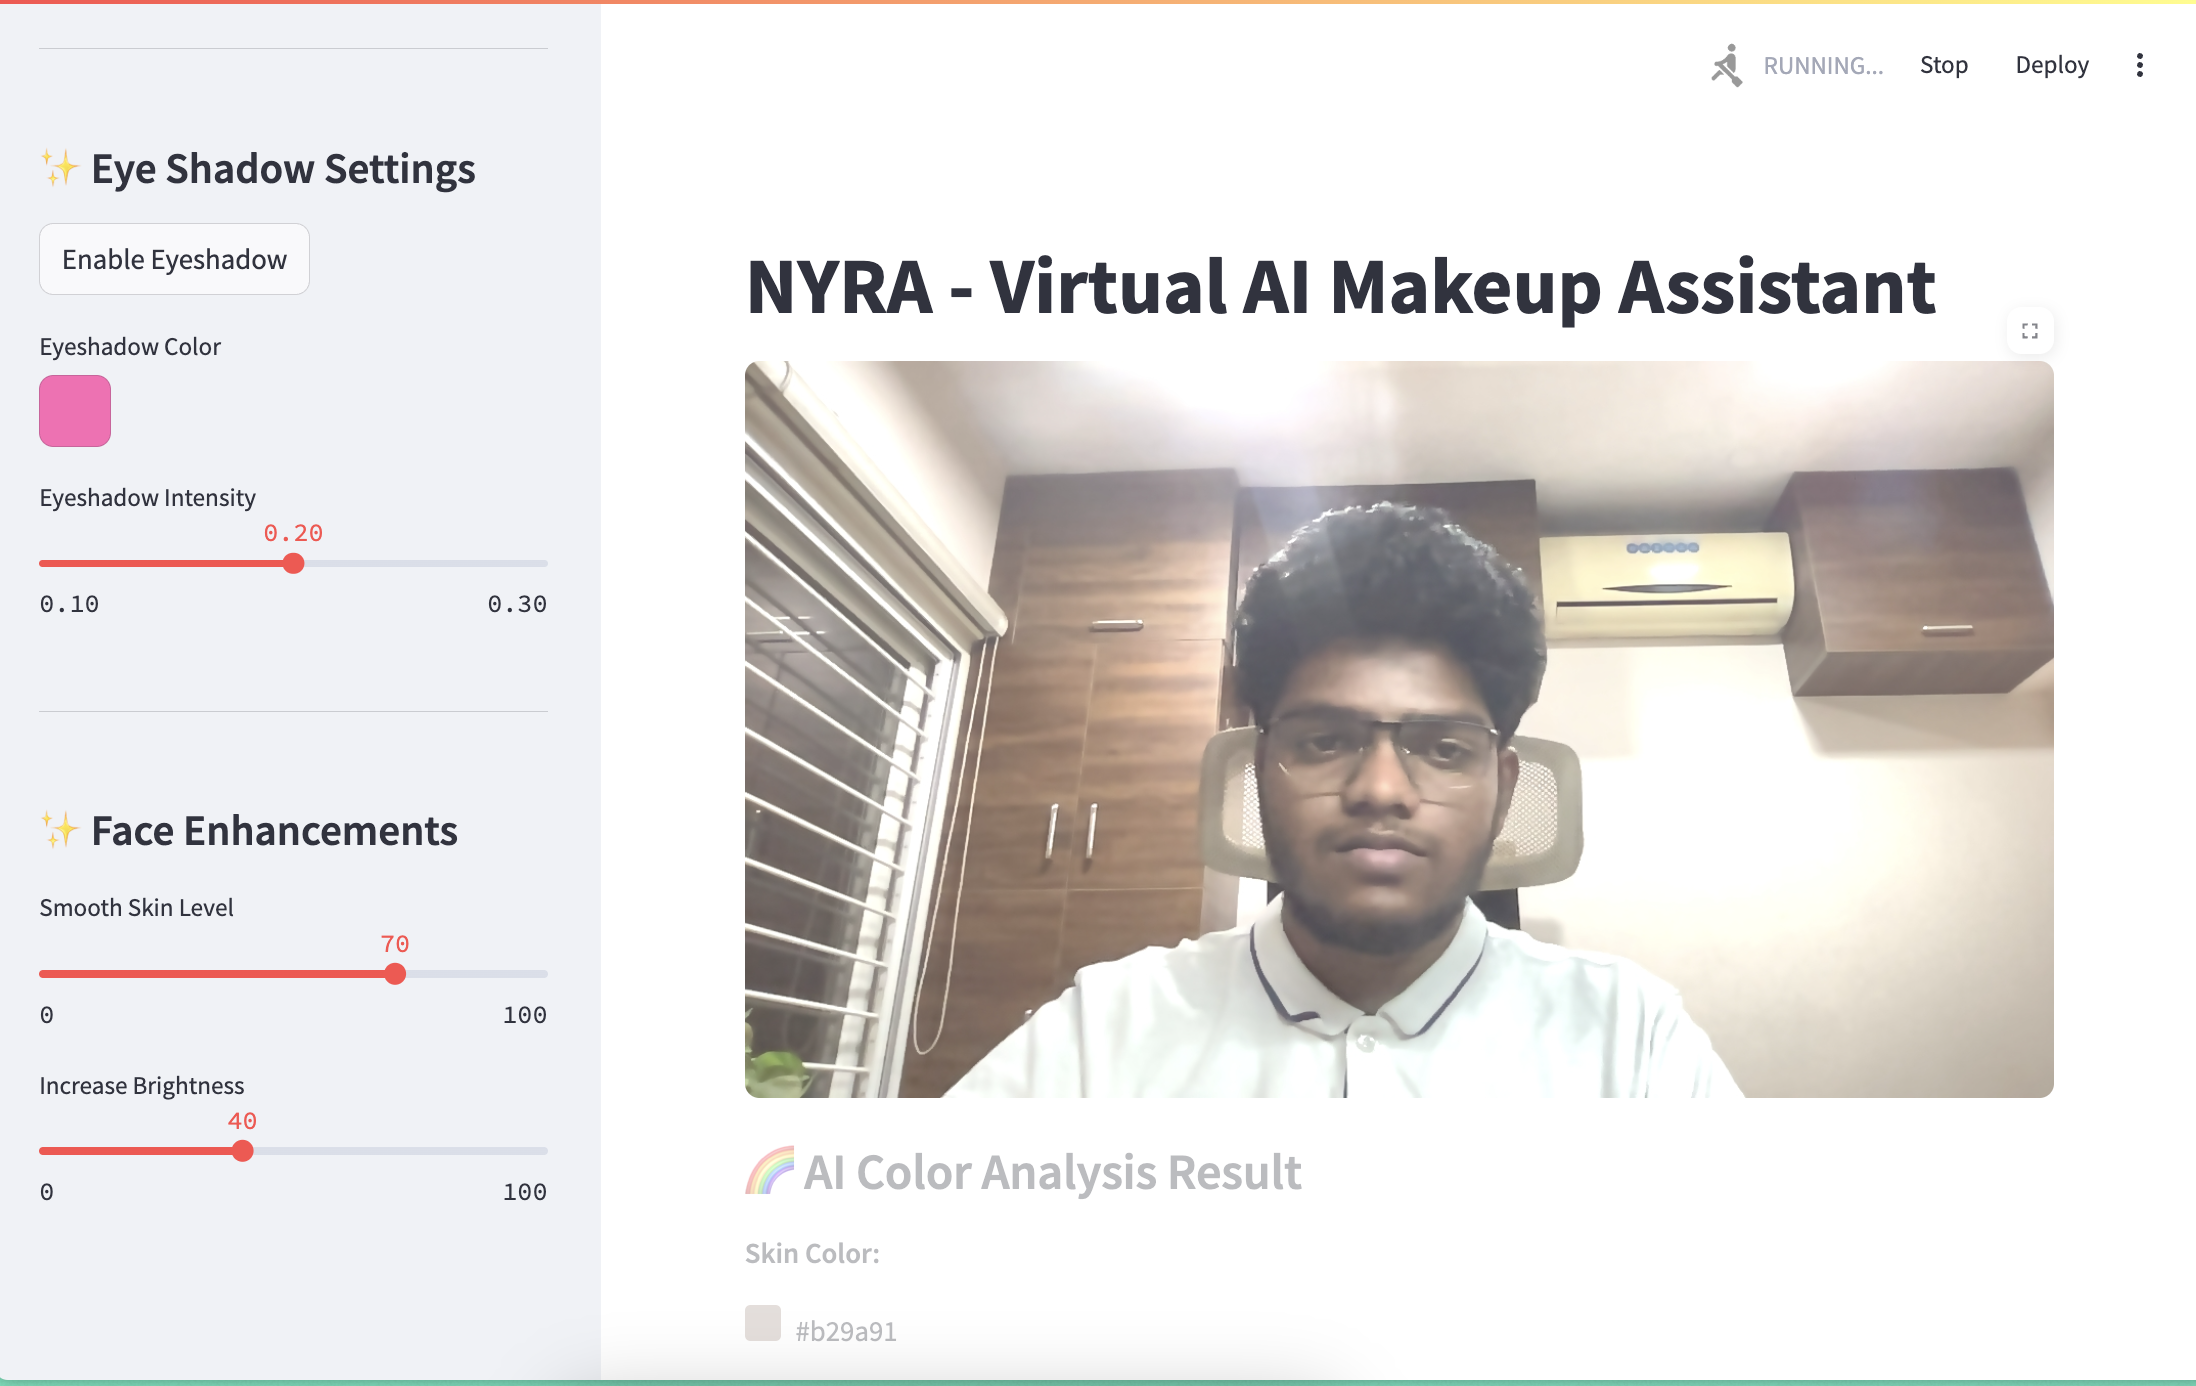 ✨ Eye Shadow Settings
Enable Eyeshadow
Eyeshadow Color
Eyeshadow Intensity
0.20
0.10 0.30
✨ Face Enhancements
Smooth Skin Level
70
0 100
Increase Brightness
40
0 100
RUNNING... Stop Deploy
NYRA - Virtual AI Makeup Assistant
🌈 AI Color Analysis Result
Skin Color:
#b29a91